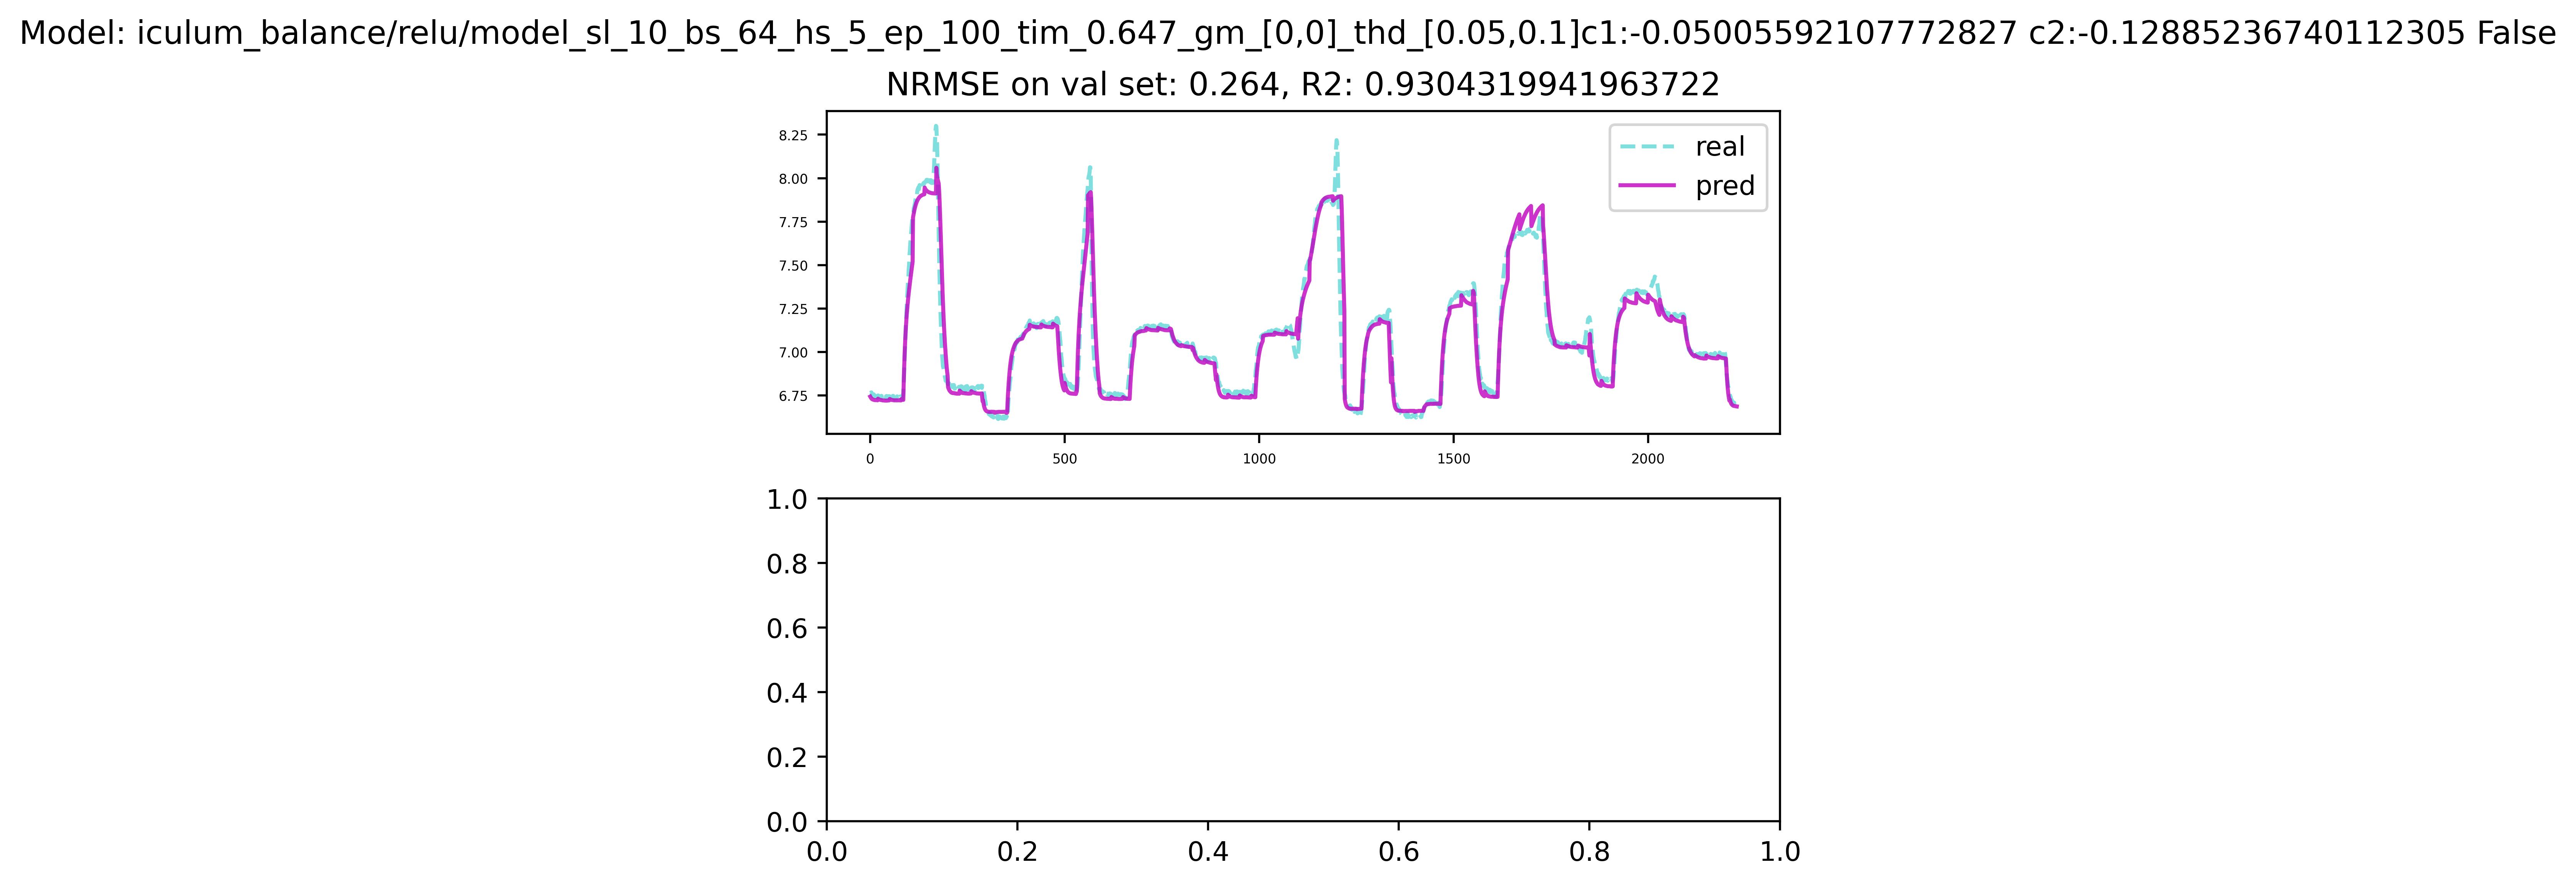 Model: iculum_balance/relu/model_sl_10_bs_64_hs_5_ep_100_tim_0.647_gm_[0,0]_thd_[0.05,0.1]c1:-0.05005592107772827 c2:-0.12885236740112305 False
NRMSE on val set: 0.264, R2: 0.9304319941963722
8.25
8.00
7.75
7.50
7.25
7.00
6.75
real
pred
0 500 1000 1500 2000
1.0
0.8
0.6
0.4
0.2
0.0
0.0 0.2 0.4 0.6 0.8 1.0